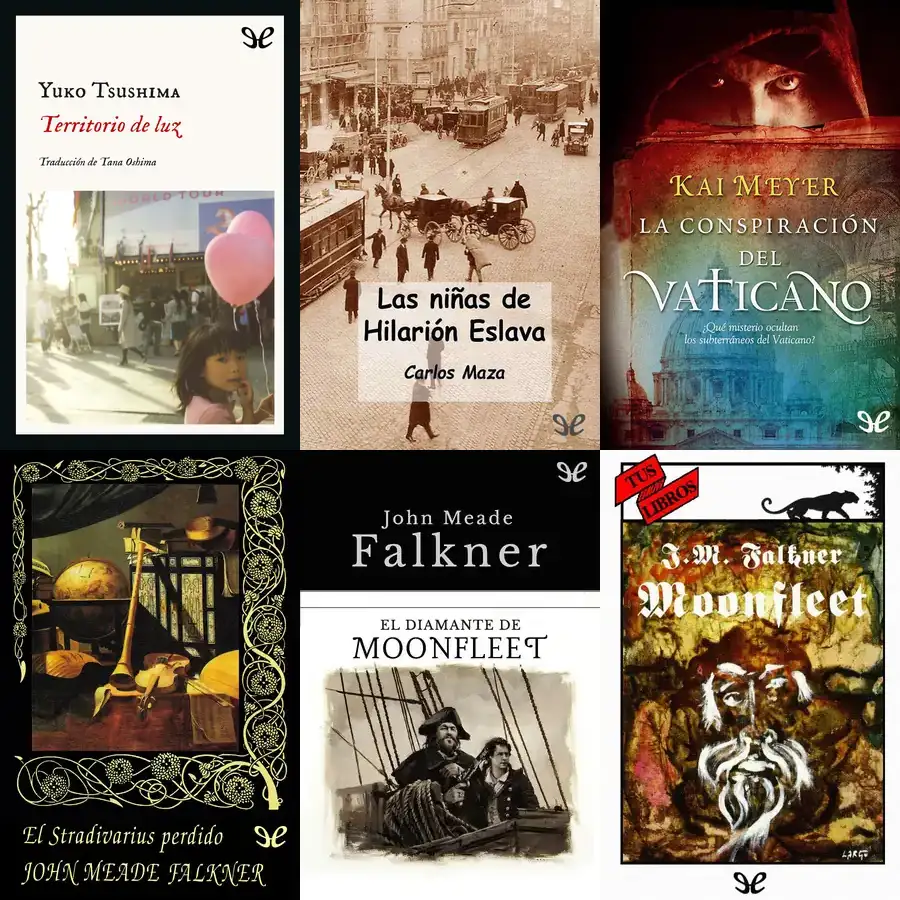 Yuko Tsushima
Territorio de luz
Traducción de Tana Oshima
WORLD TOUR
Las niñas de
Hilarión Eslava
Carlos Maza
KAI MEYER
LA CONSPIRACIÓN
DEL
VATICANO
¿Qué misterio ocultan
los subterráneos del Vaticano?
El Stradivarius perdido
JOHN MEADE FALKNER
John Meade
Falkner
EL DIAMANTE DE
MOONFLEET
TUS
LIBROS
J.M. Falkner
Moonfleet
LARGO